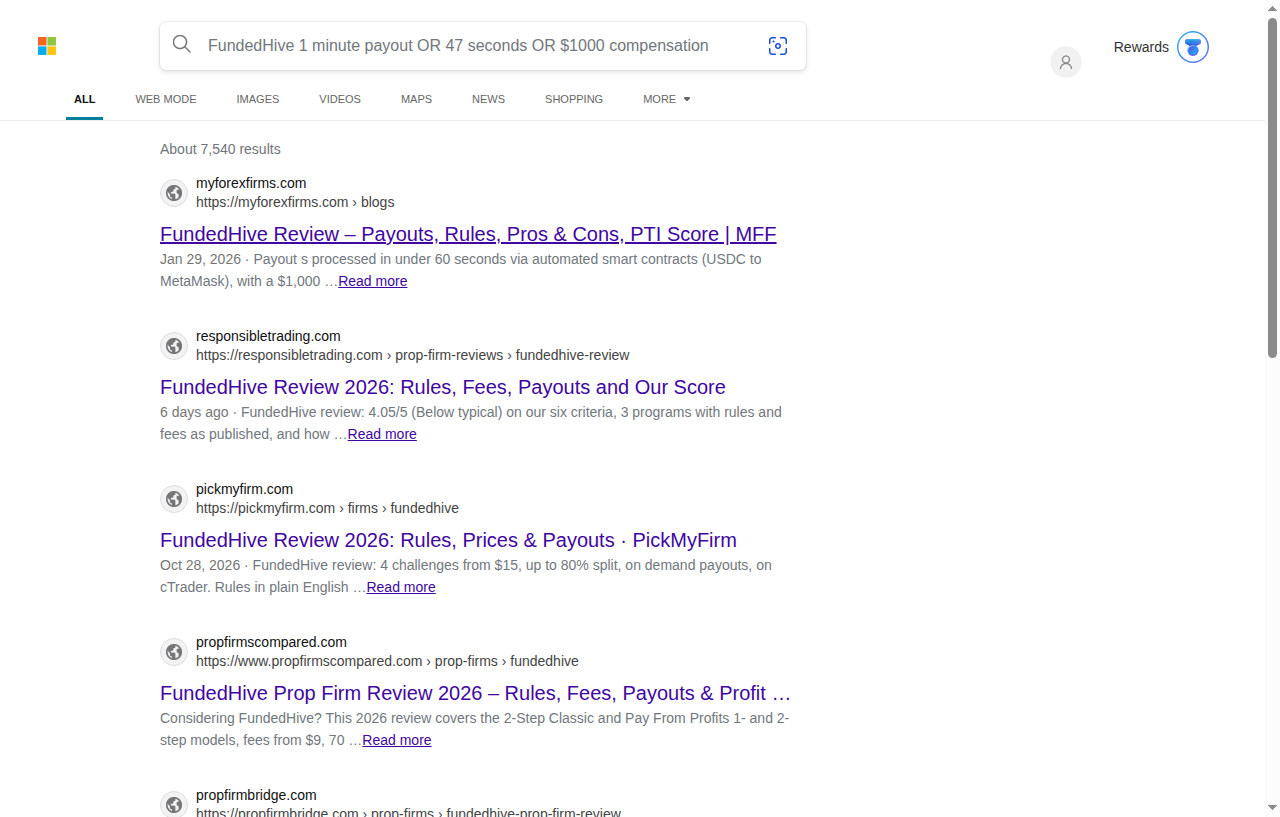 FundedHive 1 minute payout OR 47 seconds OR $1000 compensation
Rewards
ALL
WEB MODE
IMAGES
VIDEOS
MAPS
NEWS
SHOPPING
MORE
About 7,540 results
myforexfirms.com
https://myforexfirms.com › blogs
FundedHive Review – Payouts, Rules, Pros & Cons, PTI Score | MFF
Jan 29, 2026 · Payout s processed in under 60 seconds via automated smart contracts (USDC to
MetaMask), with a $1,000 …Read more
responsibletrading.com
https://responsibletrading.com › prop-firm-reviews › fundedhive-review
FundedHive Review 2026: Rules, Fees, Payouts and Our Score
6 days ago · FundedHive review: 4.05/5 (Below typical) on our six criteria, 3 programs with rules and
fees as published, and how …Read more
pickmyfirm.com
https://pickmyfirm.com › firms › fundedhive
FundedHive Review 2026: Rules, Prices & Payouts · PickMyFirm
Oct 28, 2026 · FundedHive review: 4 challenges from $15, up to 80% split, on demand payouts, on
cTrader. Rules in plain English …Read more
propfirmscompared.com
https://www.propfirmscompared.com › prop-firms › fundedhive
FundedHive Prop Firm Review 2026 – Rules, Fees, Payouts & Profit …
Considering FundedHive? This 2026 review covers the 2-Step Classic and Pay From Profits 1- and 2-
step models, fees from $9, 70 …Read more
propfirmbridge.com
https://propfirmbridge.com › prop-firms › fundedhive-prop-firm-review